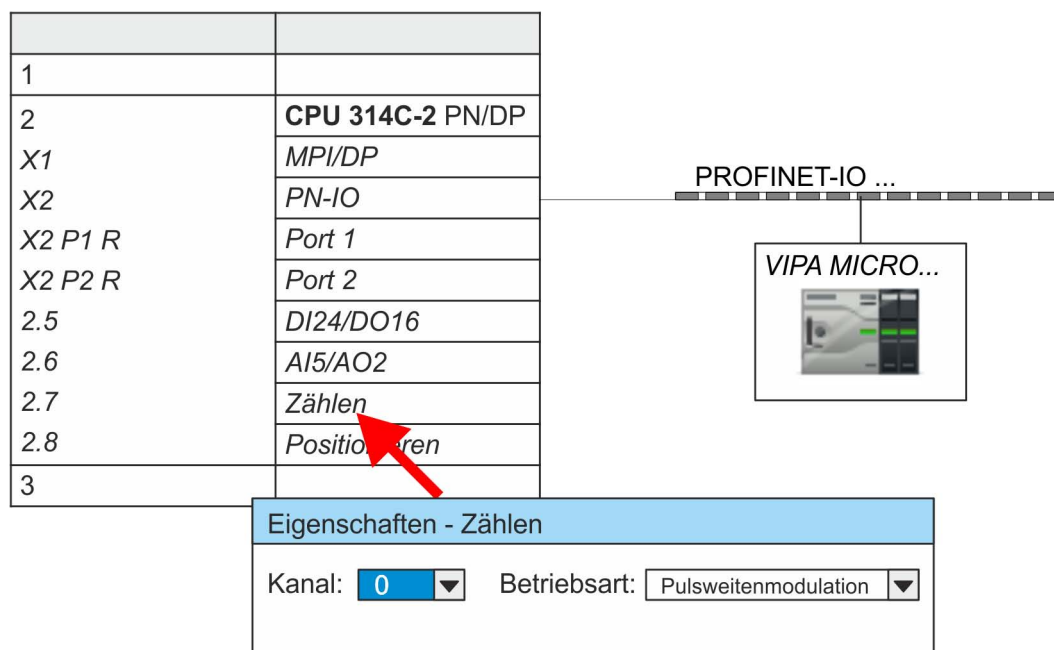 1
2 CPU 314C-2 PN/DP
X1 MPI/DP
X2 PN-IO
X2 P1 R Port 1
X2 P2 R Port 2
2.5 DI24/DO16
2.6 AI5/AO2
2.7 Zählen
2.8 Positionieren
3
PROFINET-IO ...
VIPA MICRO...
Eigenschaften - Zählen
Kanal: 0 Betriebsart: Pulsweitenmodulation